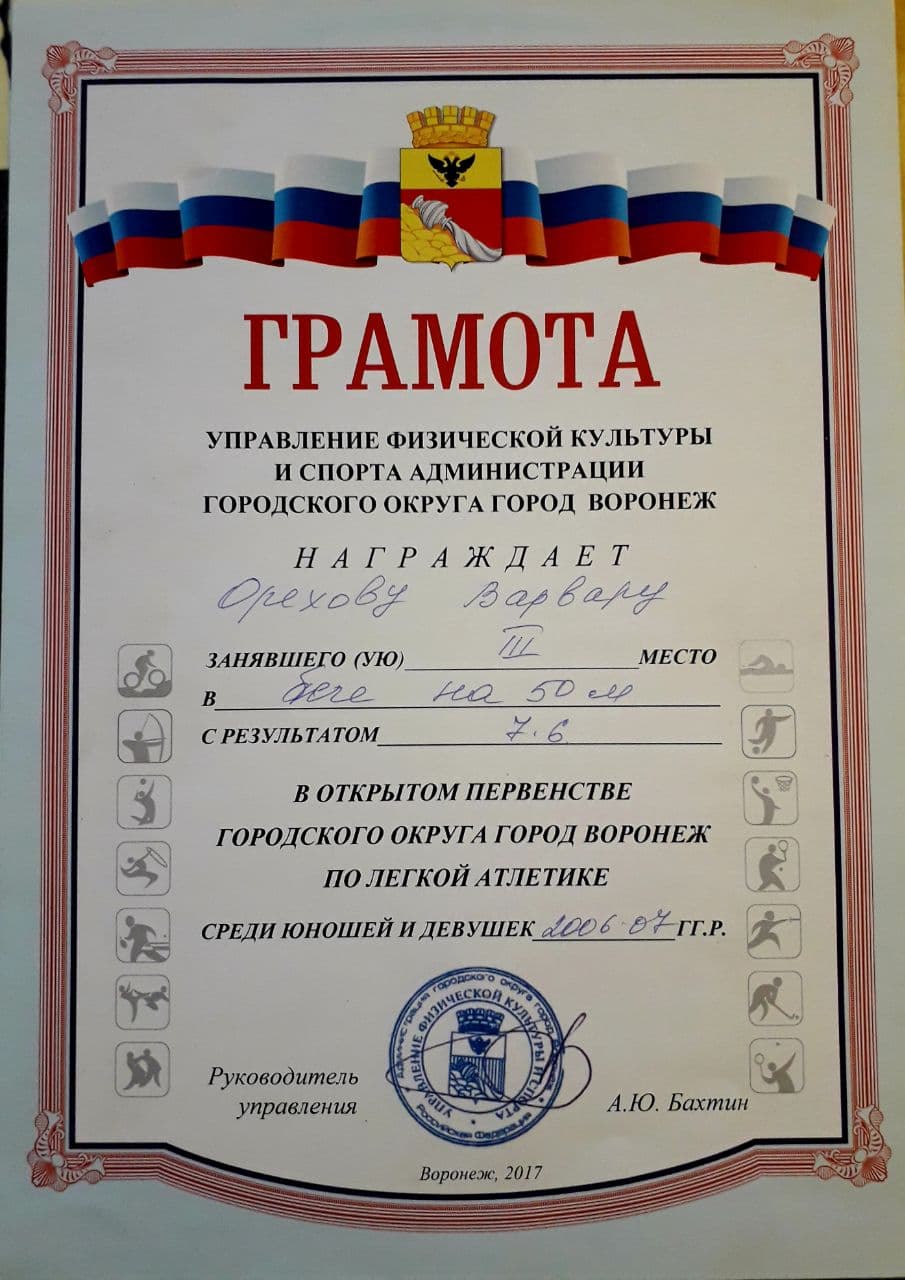 ГРАМОТА
УПРАВЛЕНИЕ ФИЗИЧЕСКОЙ КУЛЬТУРЫ
И СПОРТА АДМИНИСТРАЦИИ
ГОРОДСКОГО ОКРУГА ГОРОД ВОРОНЕЖ
НАГРАЖДАЕТ
Орехову Варвару
ЗАНЯВШЕГО (УЮ) III МЕСТО
В беге на 50 м
С РЕЗУЛЬТАТОМ 7.6
В ОТКРЫТОМ ПЕРВЕНСТВЕ
ГОРОДСКОГО ОКРУГА ГОРОД ВОРОНЕЖ
ПО ЛЕГКОЙ АТЛЕТИКЕ
СРЕДИ ЮНОШЕЙ И ДЕВУШЕК 2006-07 ГГ.Р.
Администрация городского округа город
УПРАВЛЕНИЕ ФИЗИЧЕСКОЙ КУЛЬТУРЫ И СПОРТА
Российская Федерация
Руководитель
управления
А.Ю. Бахтин
Воронеж, 2017